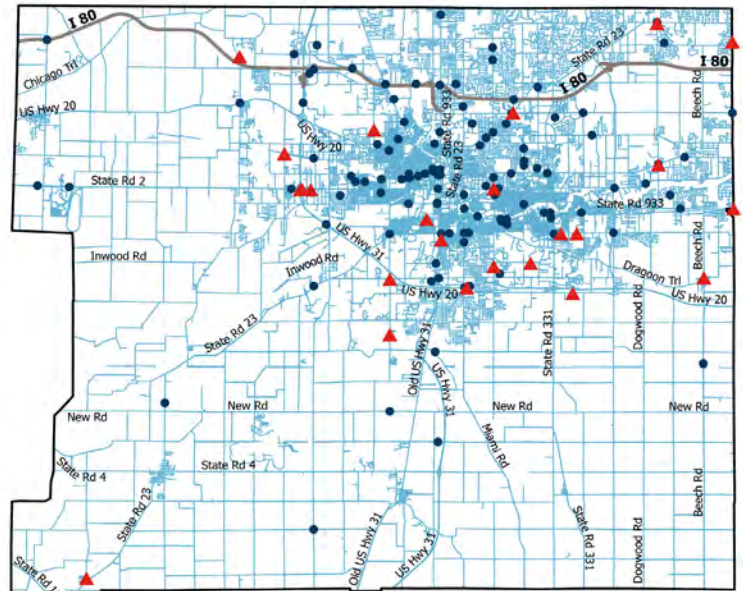 I 80
State Rd 23
Chicago Trl
I 80
I 80
Beech Rd
US Hwy 20
State Rd 933
US Hwy 20
State Rd 23
State Rd 2
State Rd 933
US Hwy 31
Inwood Rd
Inwood Rd
Beech Rd
Dragoon Trl
US Hwy 20
US Hwy 20
Dogwood Rd
State Rd 23
Old US Hwy 31
State Rd 331
US Hwy 31
New Rd
New Rd
New Rd
New Rd
Miami Rd
State Rd 4
State Rd 4
State Rd 23
Beech Rd
Old US Hwy 31
US Hwy 31
State Rd 331
Dogwood Rd